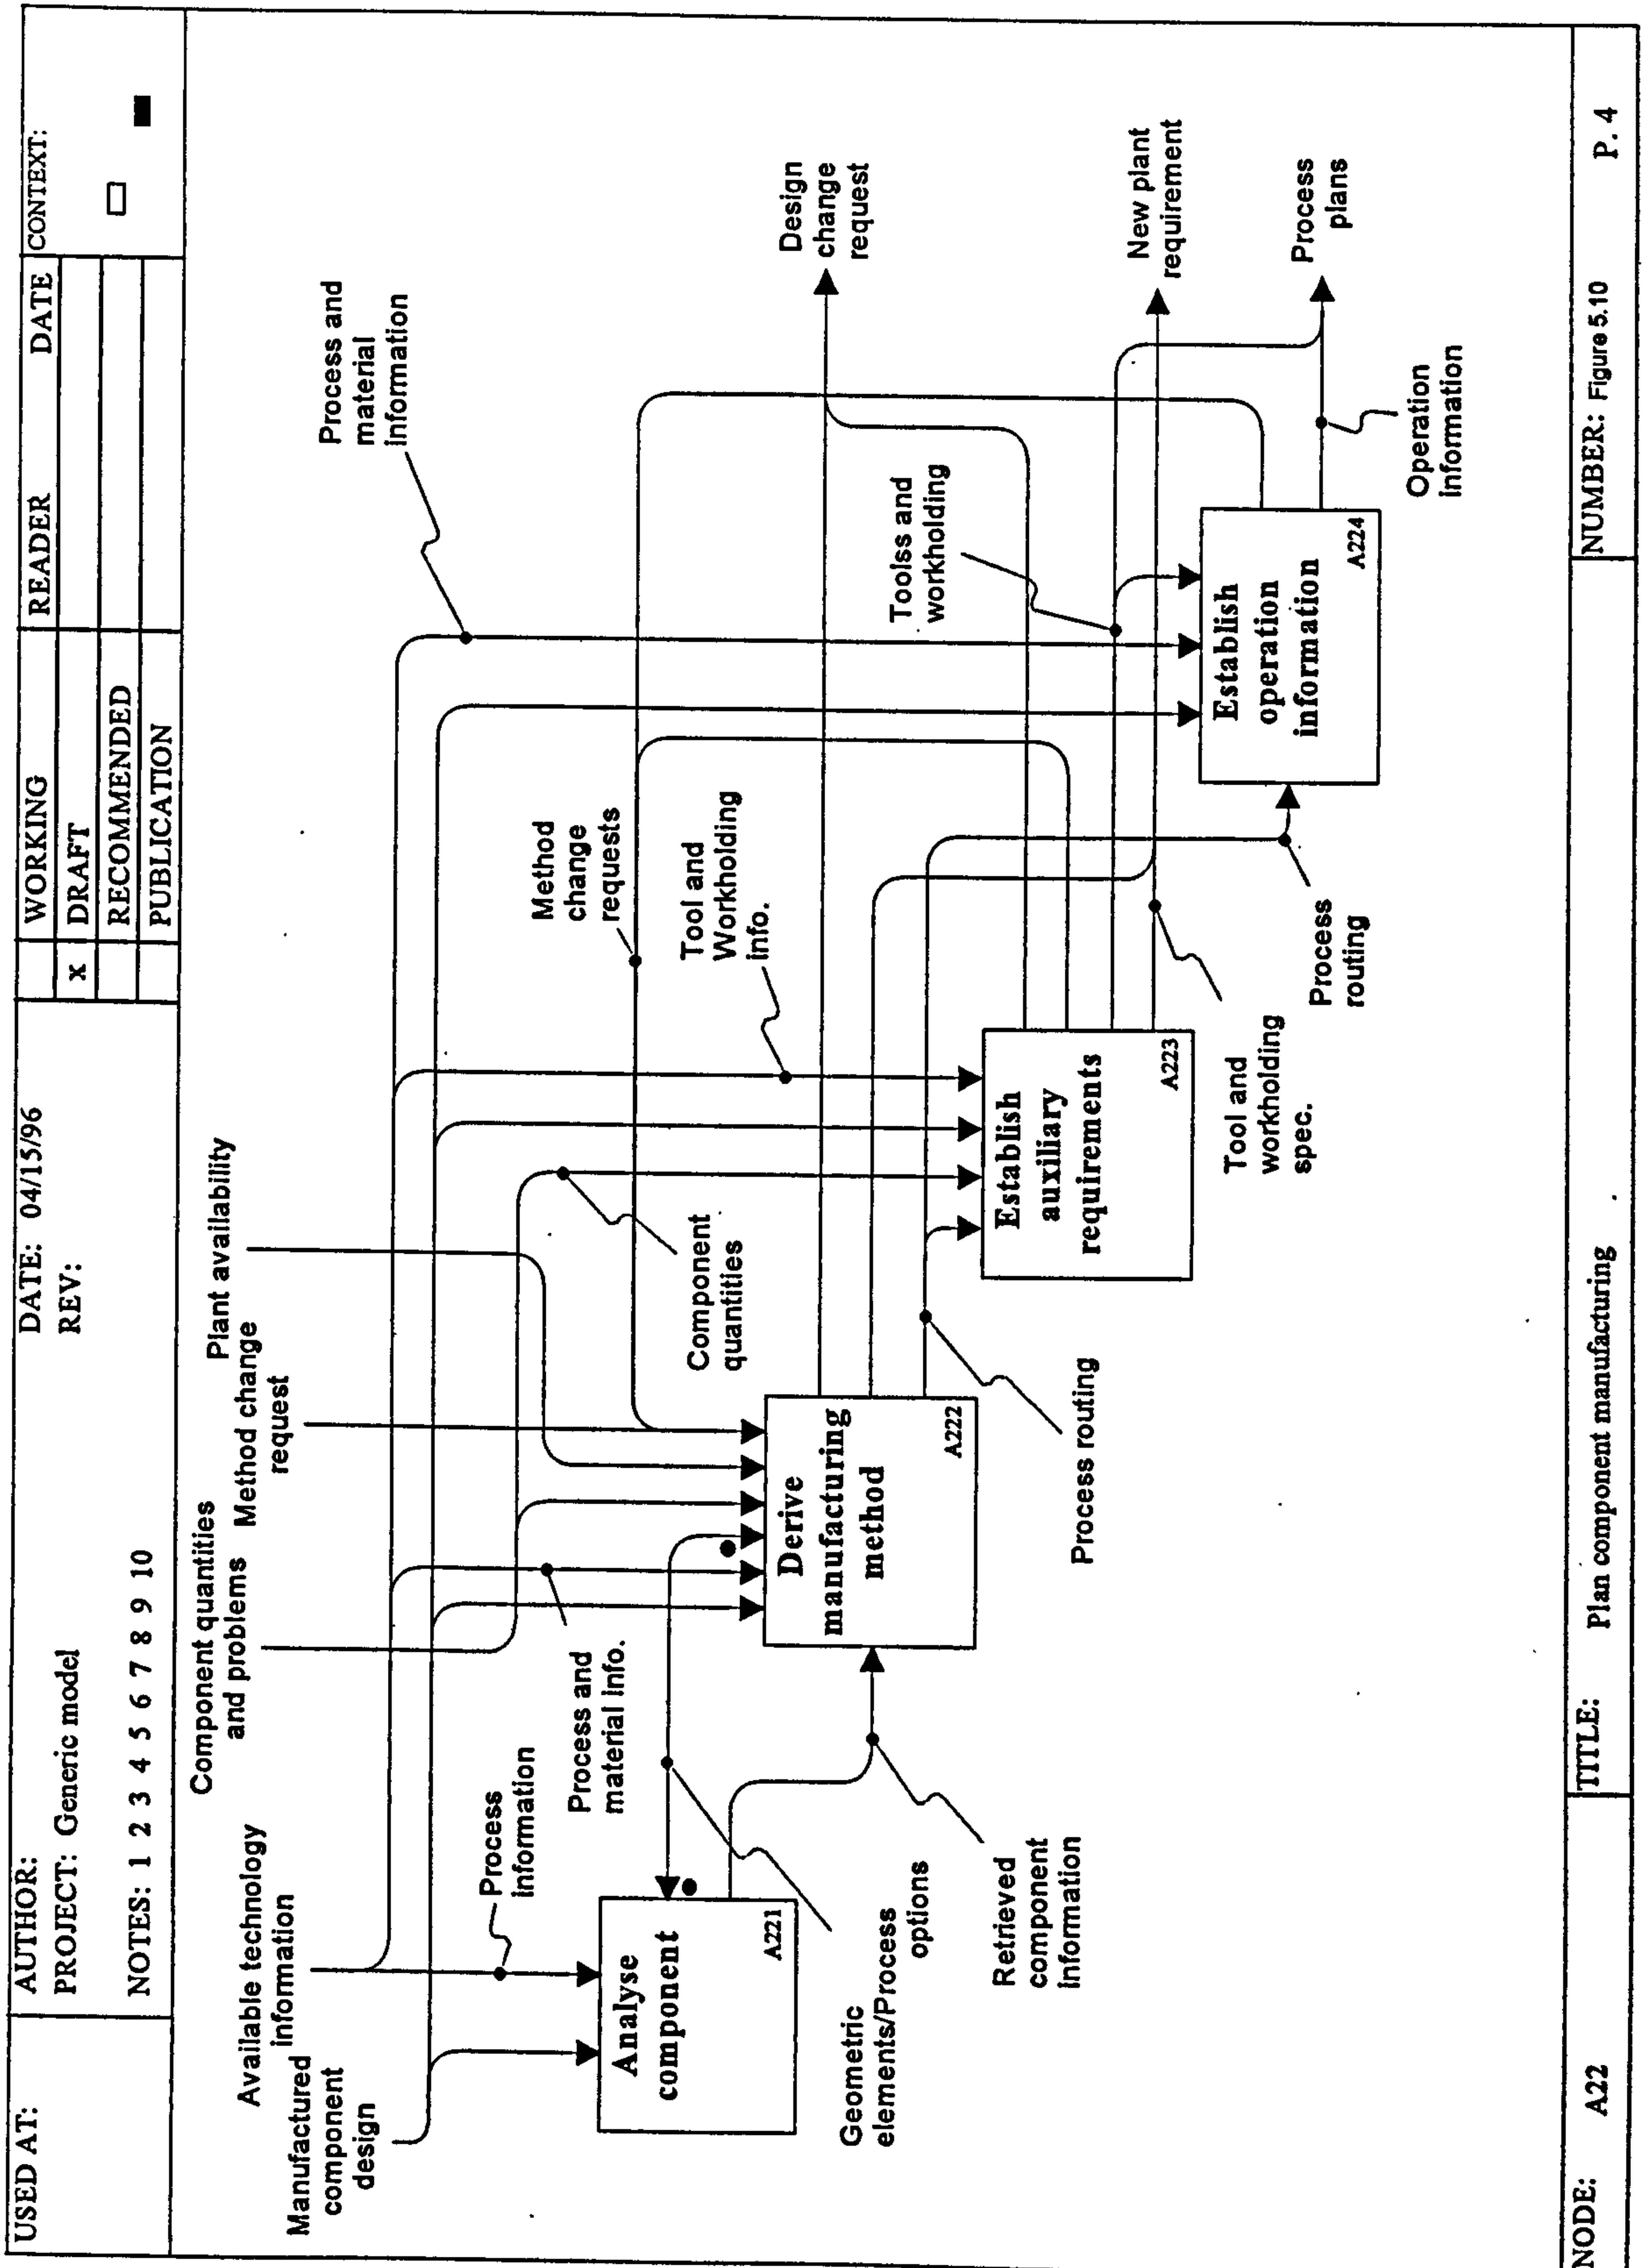 USED AT:
AUTHOR:
PROJECT: Generic model
NOTES: 1 2 3 4 5 6 7 8 9 10
DATE: 04/15/96
REV:
WORKING
x DRAFT
RECOMMENDED
PUBLICATION
READER
DATE
CONTEXT:
Manufactured
component
design
Available technology
information
Component quantities
and problems
Method change
request
Plant availability
Process
information
Process and
material info.
Component
quantities
Method
change
requests
Tool and
Workholding
info.
Process and
material
information
Toolss and
workholding
Design
change
request
New plant
requirement
Process
plans
Analyse
component
A221
Derive
manufacturing
method
A222
Establish
auxiliary
requirements
A223
Establish
operation
information
A224
Geometric
elements/Process
options
Retrieved
component
information
Process routing
Tool and
workholding
spec.
Process
routing
Operation
information
NODE: A22
TITLE: Plan component manufacturing
NUMBER: Figure 5.10
P. 4